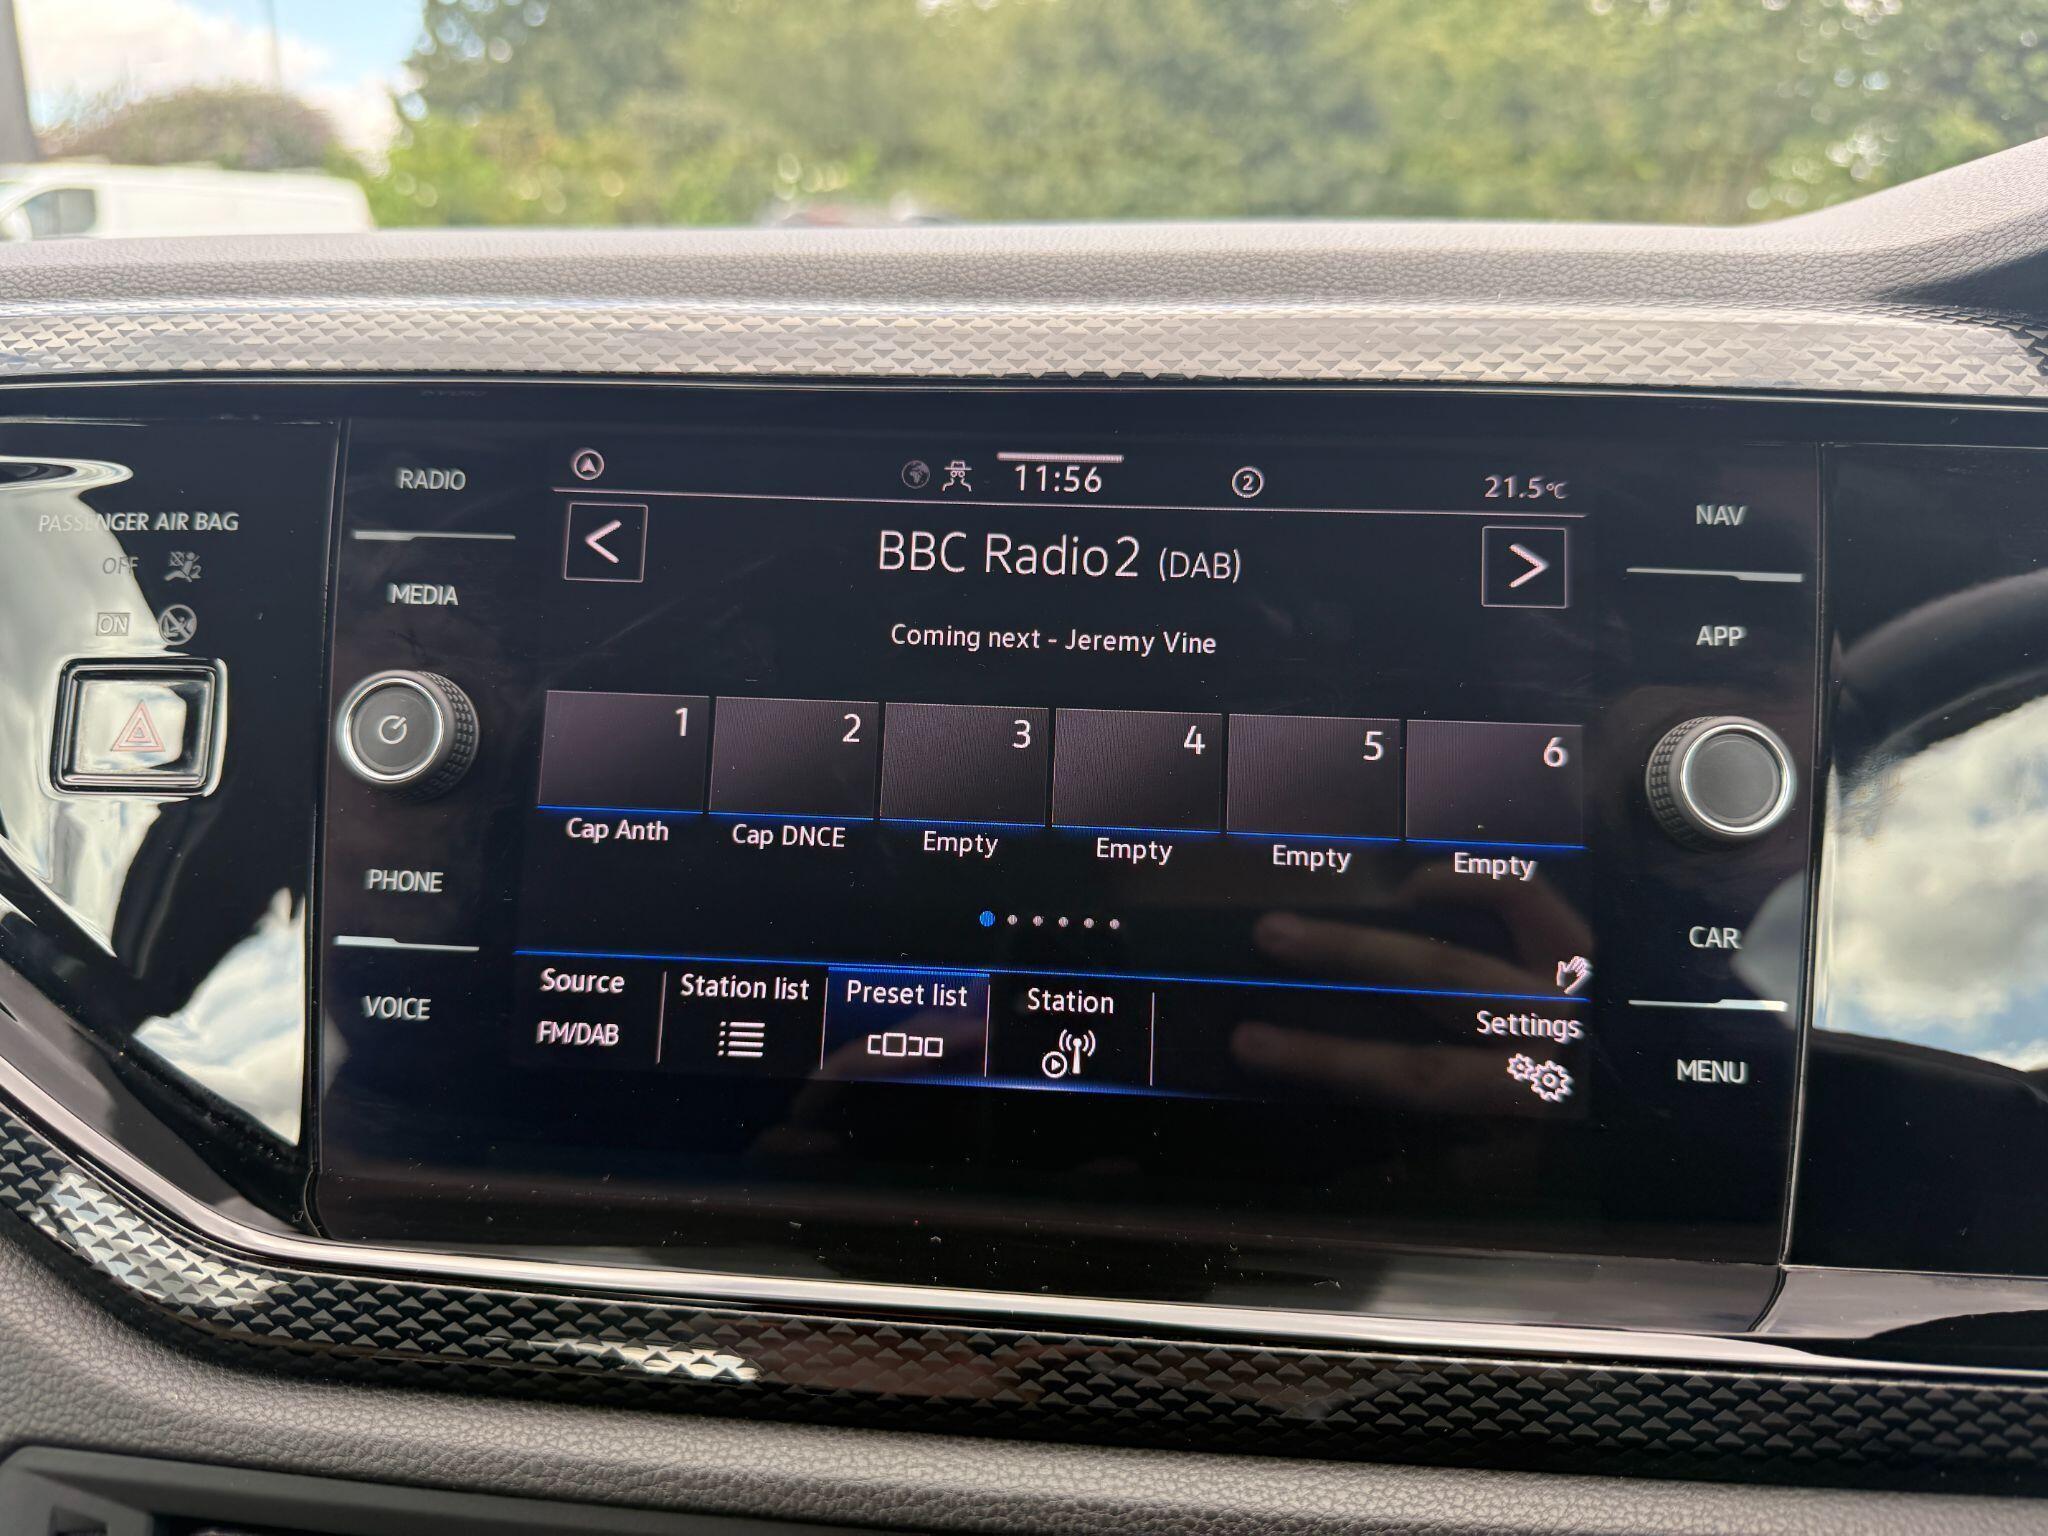 PASSENGER AIR BAG
OFF
ON
RADIO
MEDIA
PHONE
VOICE
11:56
2
21.5°C
<
BBC Radio2 (DAB)
>
Coming next - Jeremy Vine
1
2
3
4
5
6
Cap Anth
Cap DNCE
Empty
Empty
Empty
Empty
Source
FM/DAB
Station list
Preset list
Station
Settings
NAV
APP
CAR
MENU